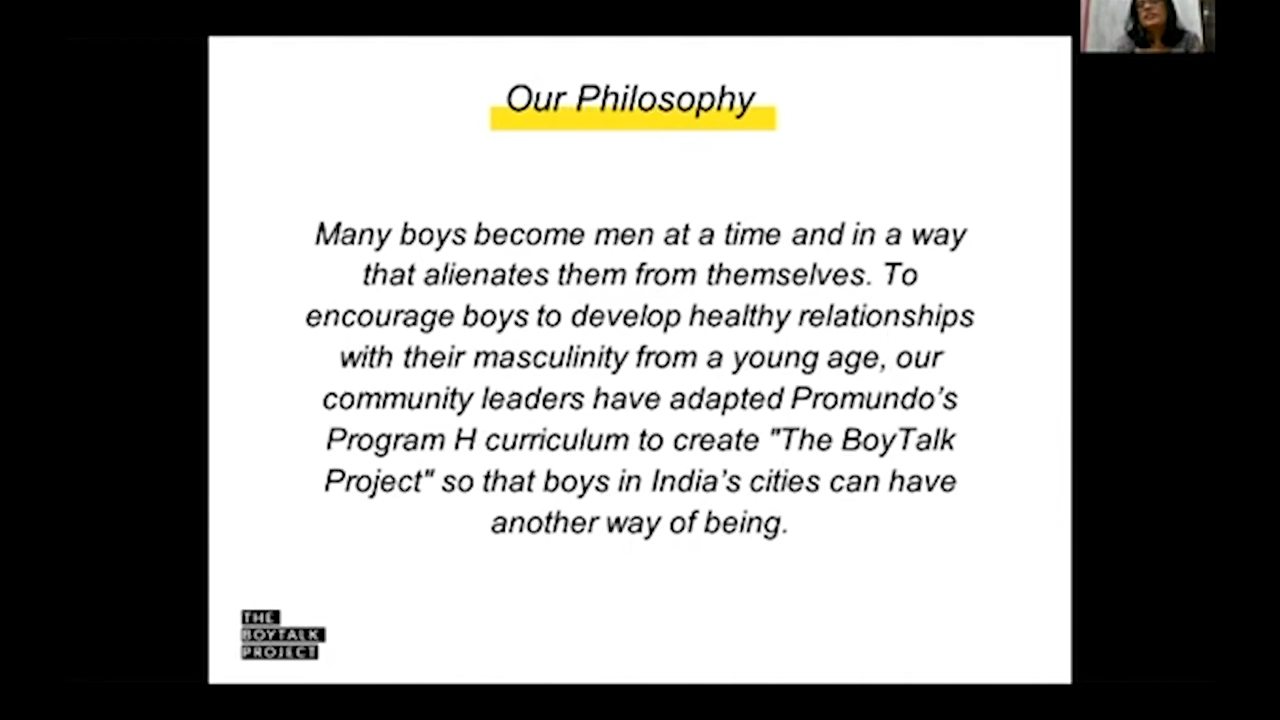 Our Philosophy
Many boys become men at a time and in a way
that alienates them from themselves. To
encourage boys to develop healthy relationships
with their masculinity from a young age, our
community leaders have adapted Promundo’s
Program H curriculum to create "The BoyTalk
Project" so that boys in India’s cities can have
another way of being.
THE
BOYTALK
PROJECT